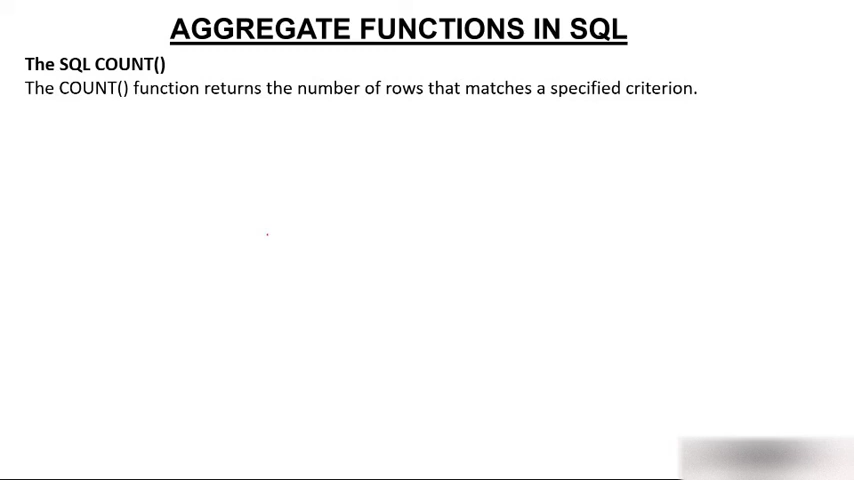 AGGREGATE FUNCTIONS IN SQL
The SQL COUNT()
The COUNT() function returns the number of rows that matches a specified criterion.